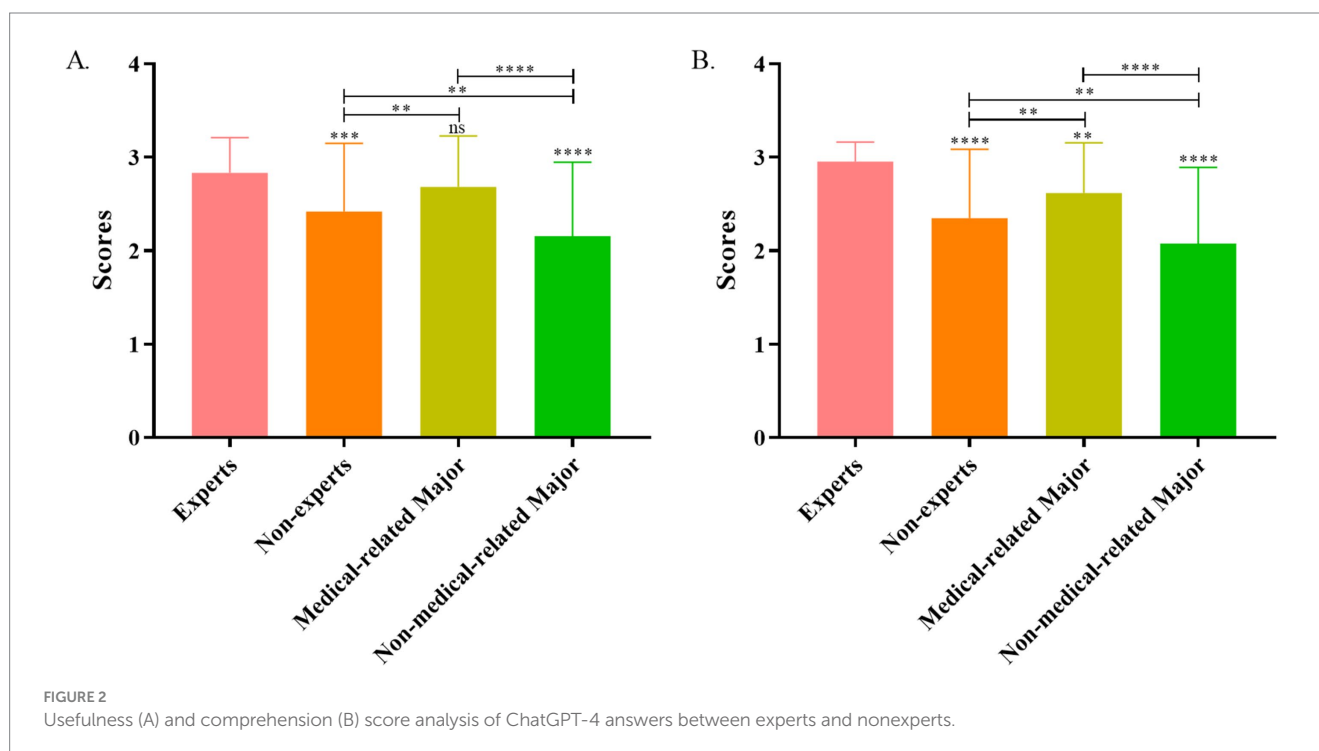 A.
4
3
2
1
0
Scores
****
**
**
***
ns
****
Experts
Non-experts
Medical-related Major
Non-medical-related Major
B.
4
3
2
1
0
Scores
****
**
**
****
**
****
Experts
Non-experts
Medical-related Major
Non-medical-related Major
FIGURE 2
Usefulness (A) and comprehension (B) score analysis of ChatGPT-4 answers between experts and nonexperts.